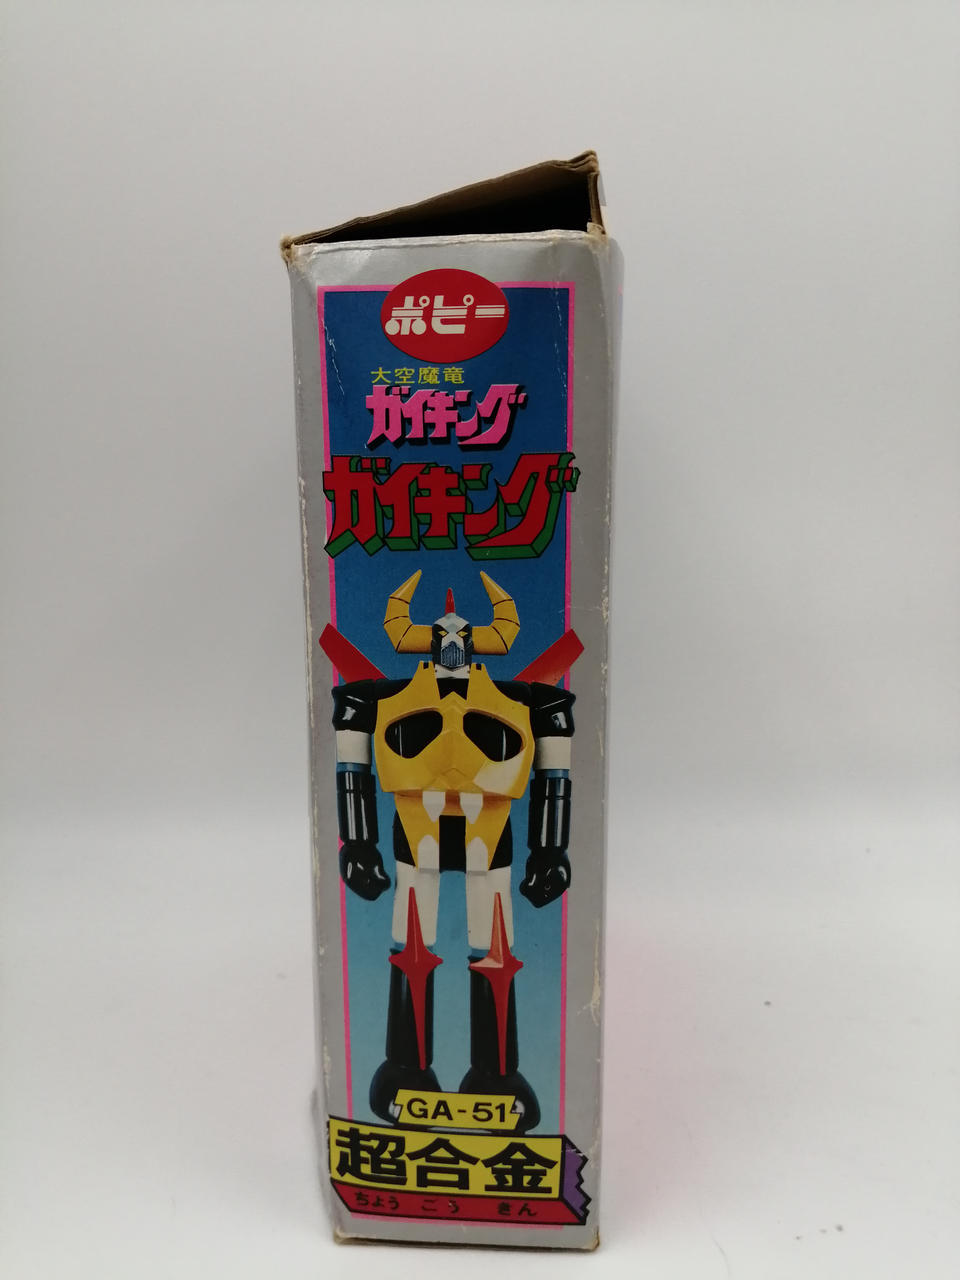 ポピー
大空魔竜
ガイキング
ガイキング
GA-51
超合金
ちょうごうきん